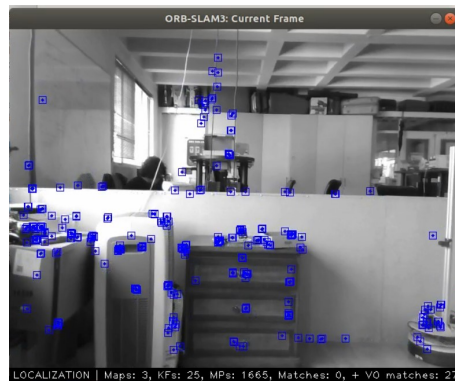 ORB-SLAM3: Current Frame
LOCALIZATION | Maps: 3, KFs: 25, MPs: 1665, Matches: 0, + VO matches: 27